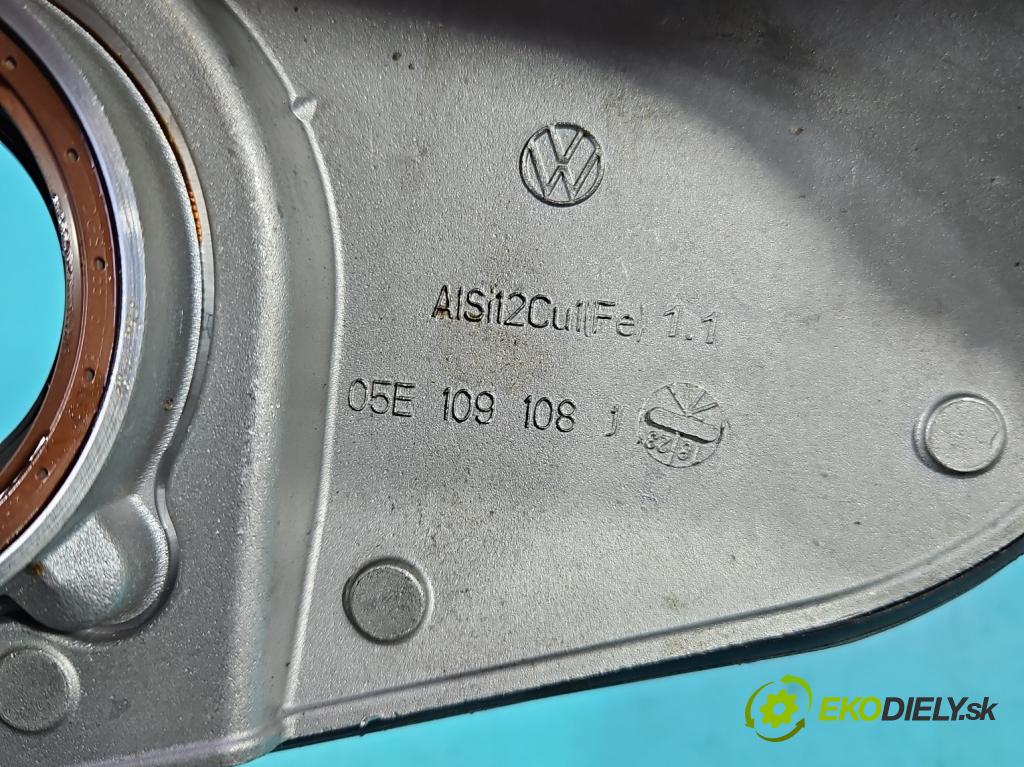 AlSi12Cu1(Fe) 1.1
05E 109 108 J
EKODIELY.sk